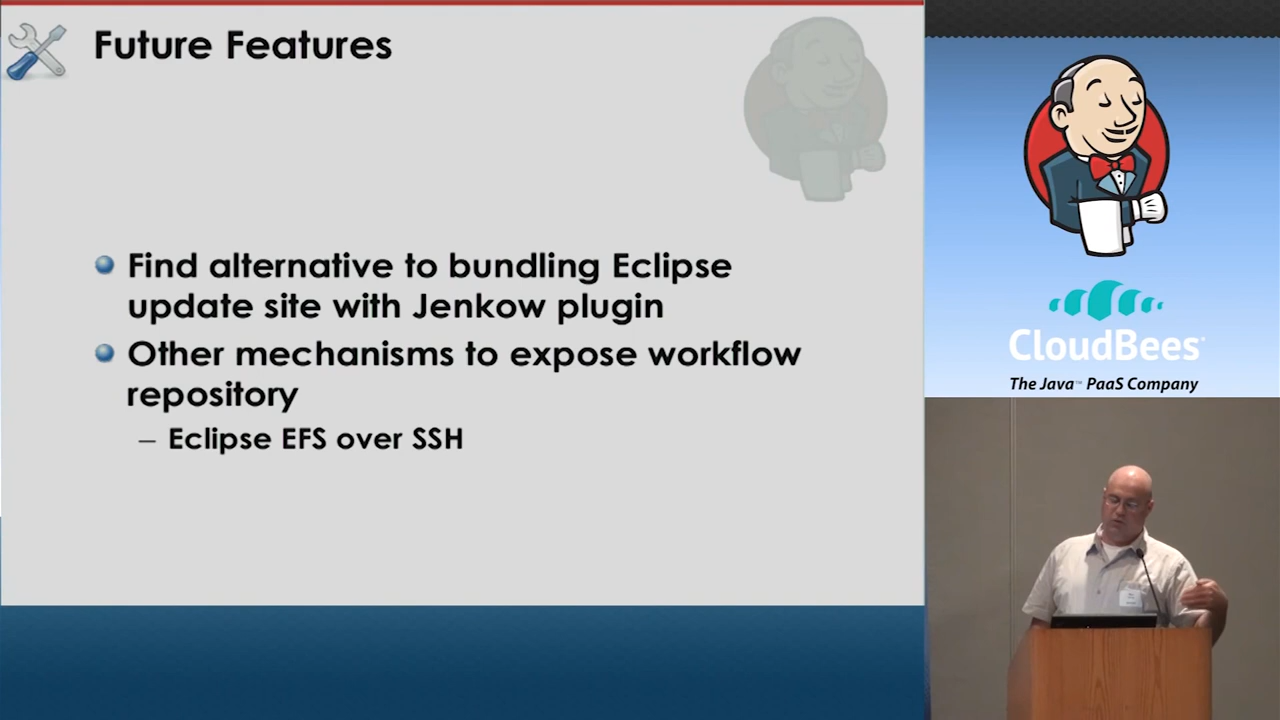 Future Features
Find alternative to bundling Eclipse
update site with Jenkow plugin
Other mechanisms to expose workflow
repository
– Eclipse EFS over SSH
CloudBees
The Java™ PaaS Company